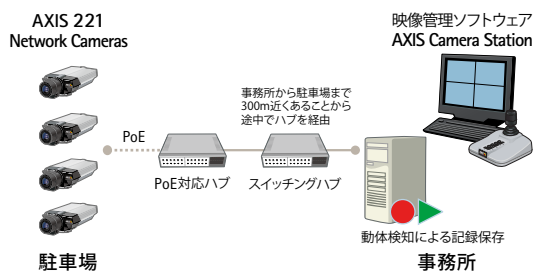 AXIS 221
Network Cameras
映像管理ソフトウェア
AXIS Camera Station
事務所から駐車場まで
300m近くあることから
途中でハブを経由
PoE
PoE対応ハブ
スイッチングハブ
動体検知による記録保存
駐車場
事務所